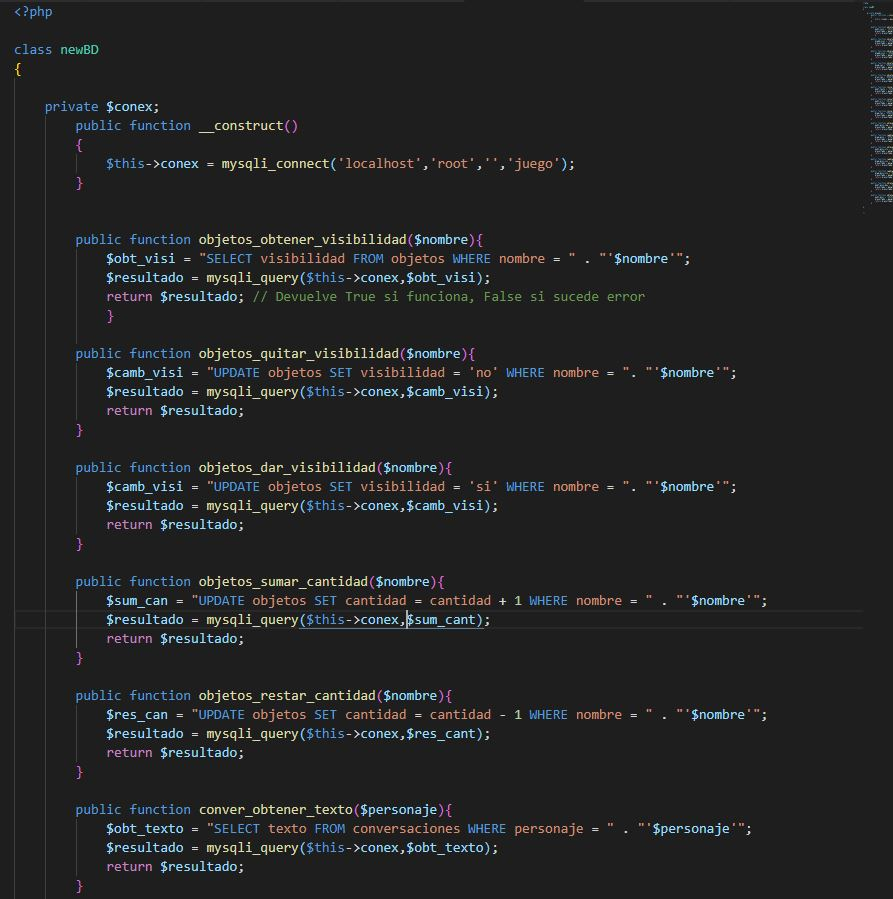 <?php
class newBD
{
private $conex;
public function __construct()
{
$this->conex = mysqli_connect('localhost','root','','juego');
}
public function objetos_obtener_visibilidad($nombre){
$obt_visi = "SELECT visibilidad FROM objetos WHERE nombre = " . "'$nombre'";
$resultado = mysqli_query($this->conex,$obt_visi);
return $resultado; // Devuelve True si funciona, False si sucede error
}
public function objetos_quitar_visibilidad($nombre){
$camb_visi = "UPDATE objetos SET visibilidad = 'no' WHERE nombre = ". "'$nombre'";
$resultado = mysqli_query($this->conex,$camb_visi);
return $resultado;
}
public function objetos_dar_visibilidad($nombre){
$camb_visi = "UPDATE objetos SET visibilidad = 'si' WHERE nombre = ". "'$nombre'";
$resultado = mysqli_query($this->conex,$camb_visi);
return $resultado;
}
public function objetos_sumar_cantidad($nombre){
$sum_can = "UPDATE objetos SET cantidad = cantidad + 1 WHERE nombre = " . "'$nombre'";
$resultado = mysqli_query($this->conex,$sum_cant);
return $resultado;
}
public function objetos_restar_cantidad($nombre){
$res_can = "UPDATE objetos SET cantidad = cantidad - 1 WHERE nombre = " . "'$nombre'";
$resultado = mysqli_query($this->conex,$res_cant);
return $resultado;
}
public function conver_obtener_texto($personaje){
$obt_texto = "SELECT texto FROM conversaciones WHERE personaje = " . "'$personaje'";
$resultado = mysqli_query($this->conex,$obt_texto);
return $resultado;
}